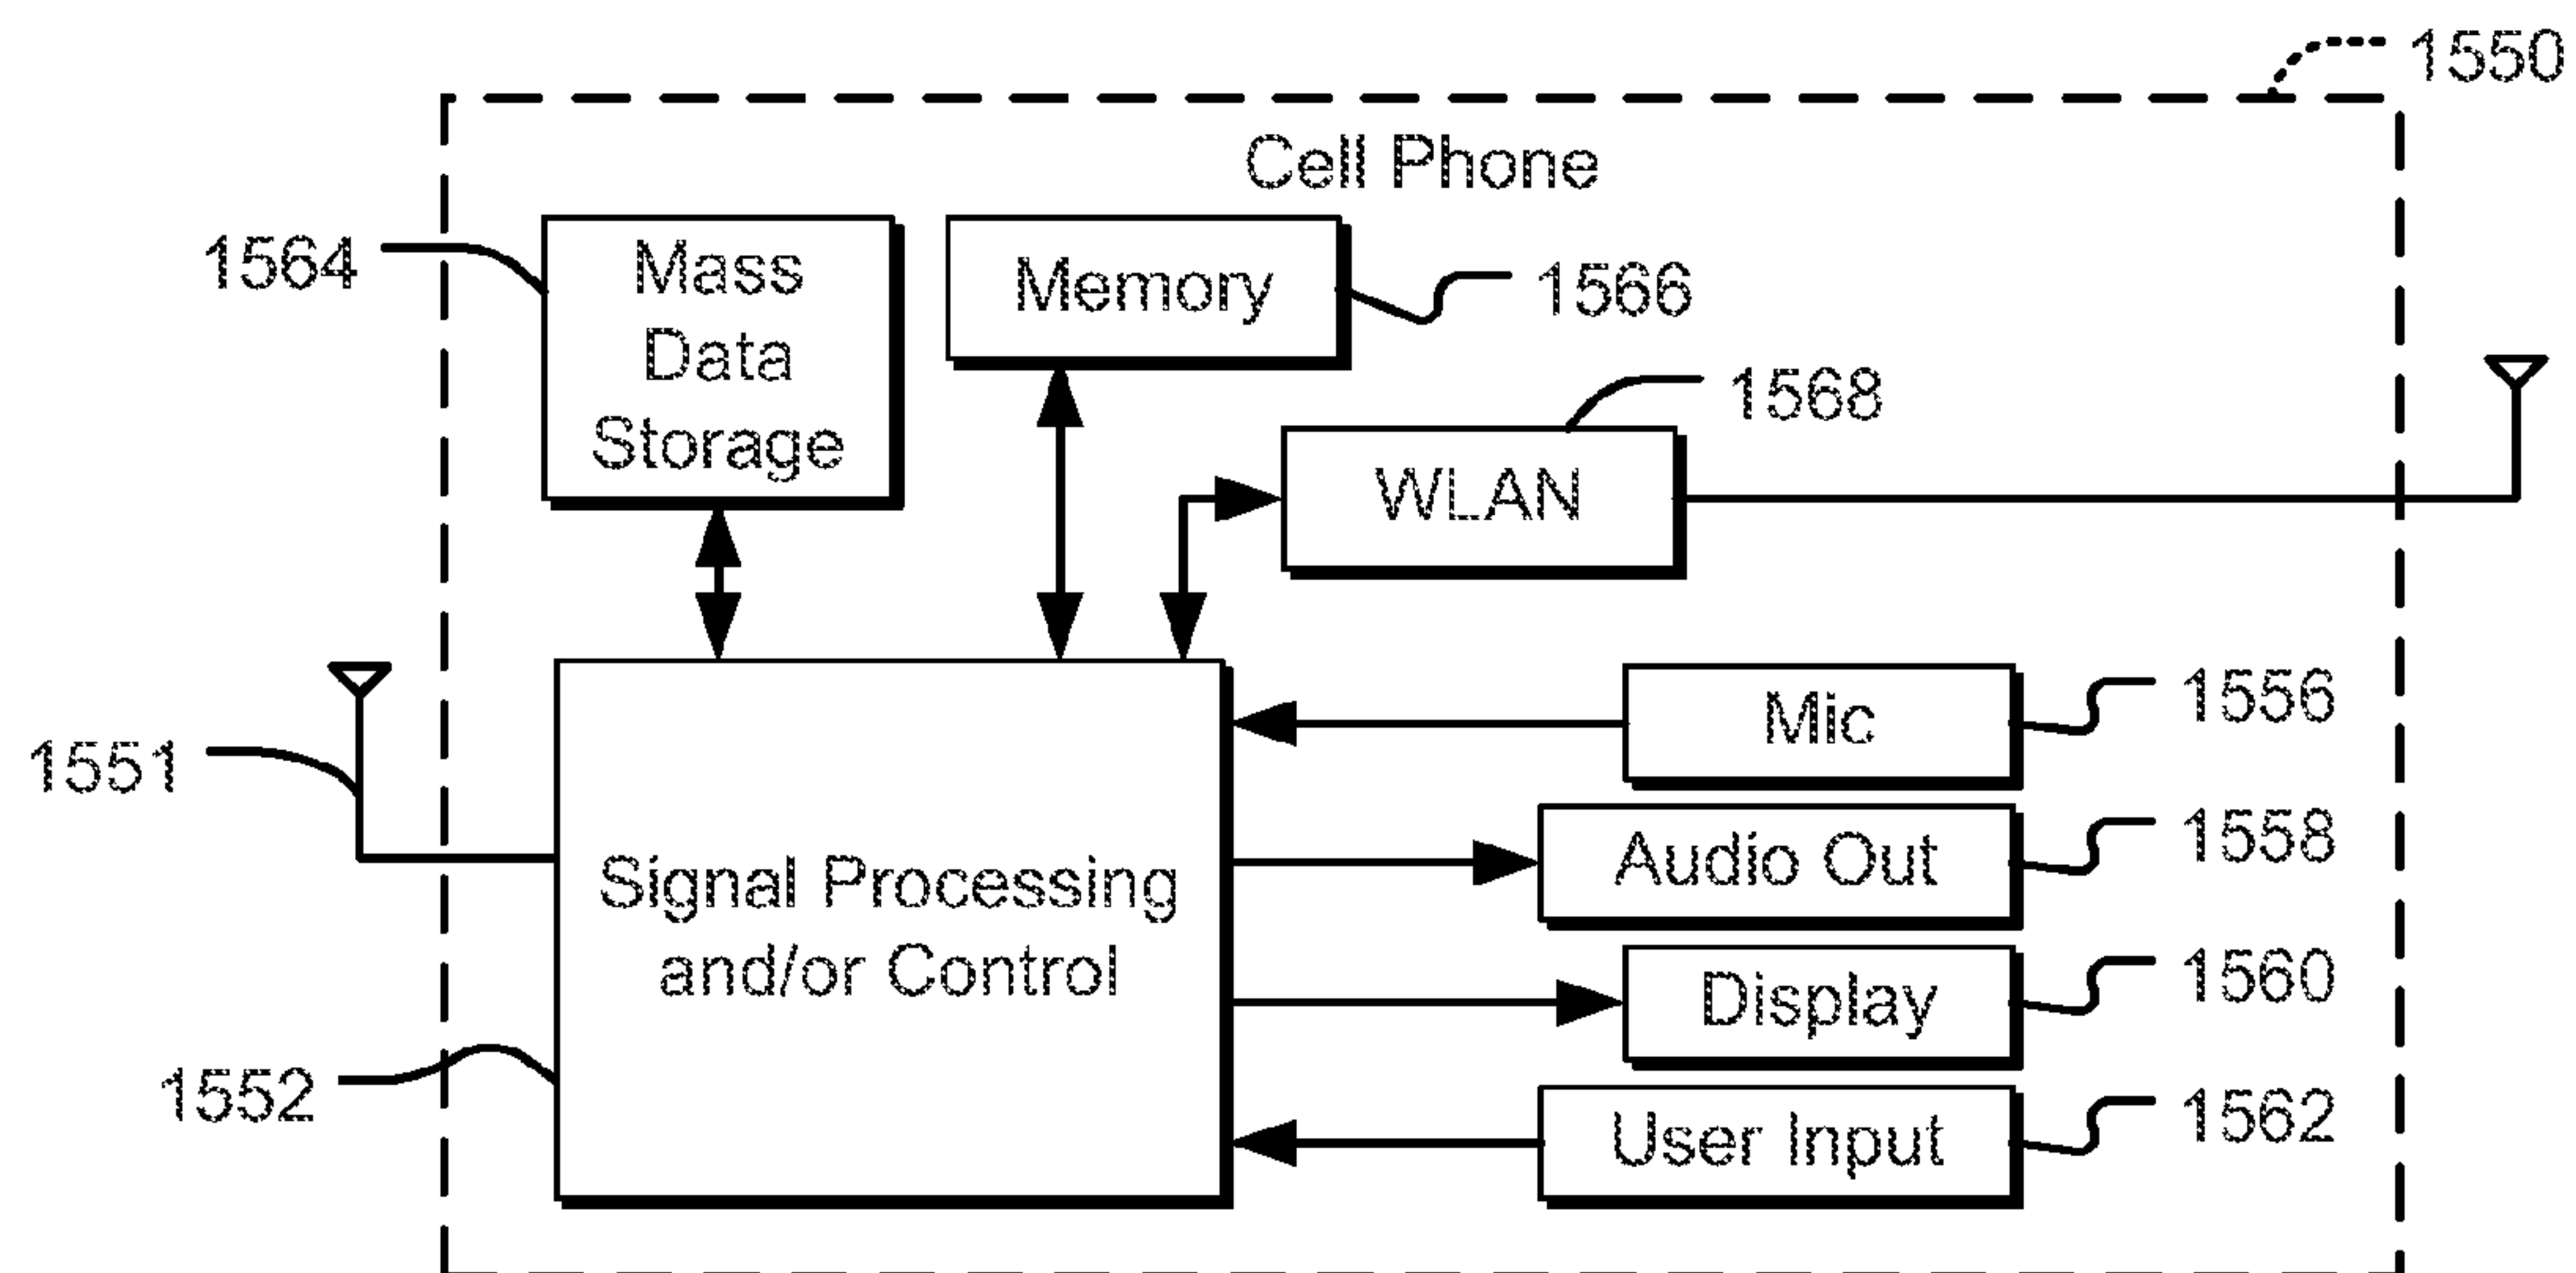 1550
Cell Phone
1564
Mass
Data
Storage
Memory
1566
1568
WLAN
1551
Signal Processing
and/or Control
1552
Mic
1556
Audio Out
1558
Display
1560
User Input
1562